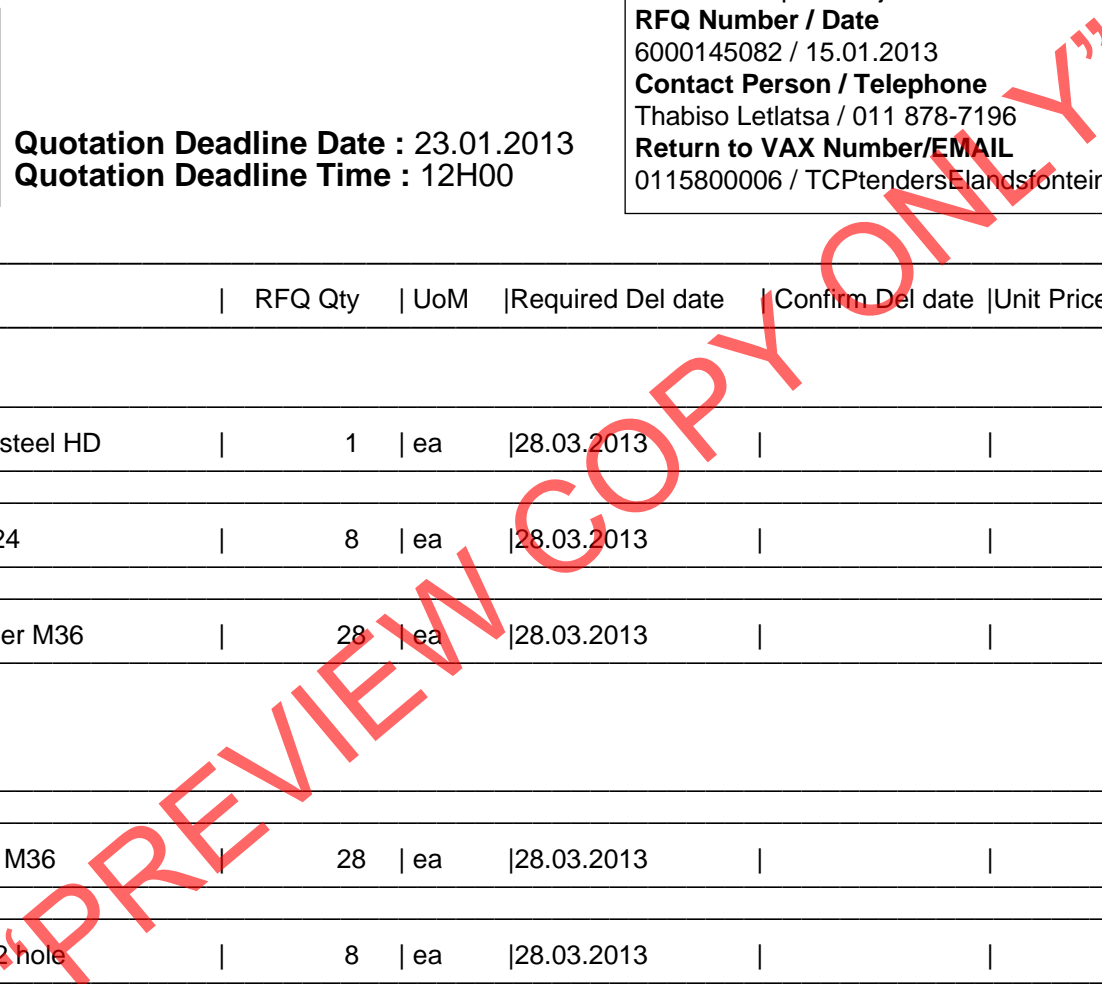 RFQ Number / Date
6000145082 / 15.01.2013
Contact Person / Telephone
Thabiso Letlatsa / 011 878-7196
Return to VAX Number/EMAIL
0115800006 / TCPtendersElandsfontein
Quotation Deadline Date : 23.01.2013
Quotation Deadline Time : 12H00
| RFQ Qty | UoM |Required Del date | Confirm Del date |Unit Price
steel HD | 1 | ea |28.03.2013 | |
24 | 8 | ea |28.03.2013 | |
er M36 | 28 | ea |28.03.2013 | |
M36 | 28 | ea |28.03.2013 | |
2 hole | 8 | ea |28.03.2013 | |
“PREVIEW COPY ONLY”